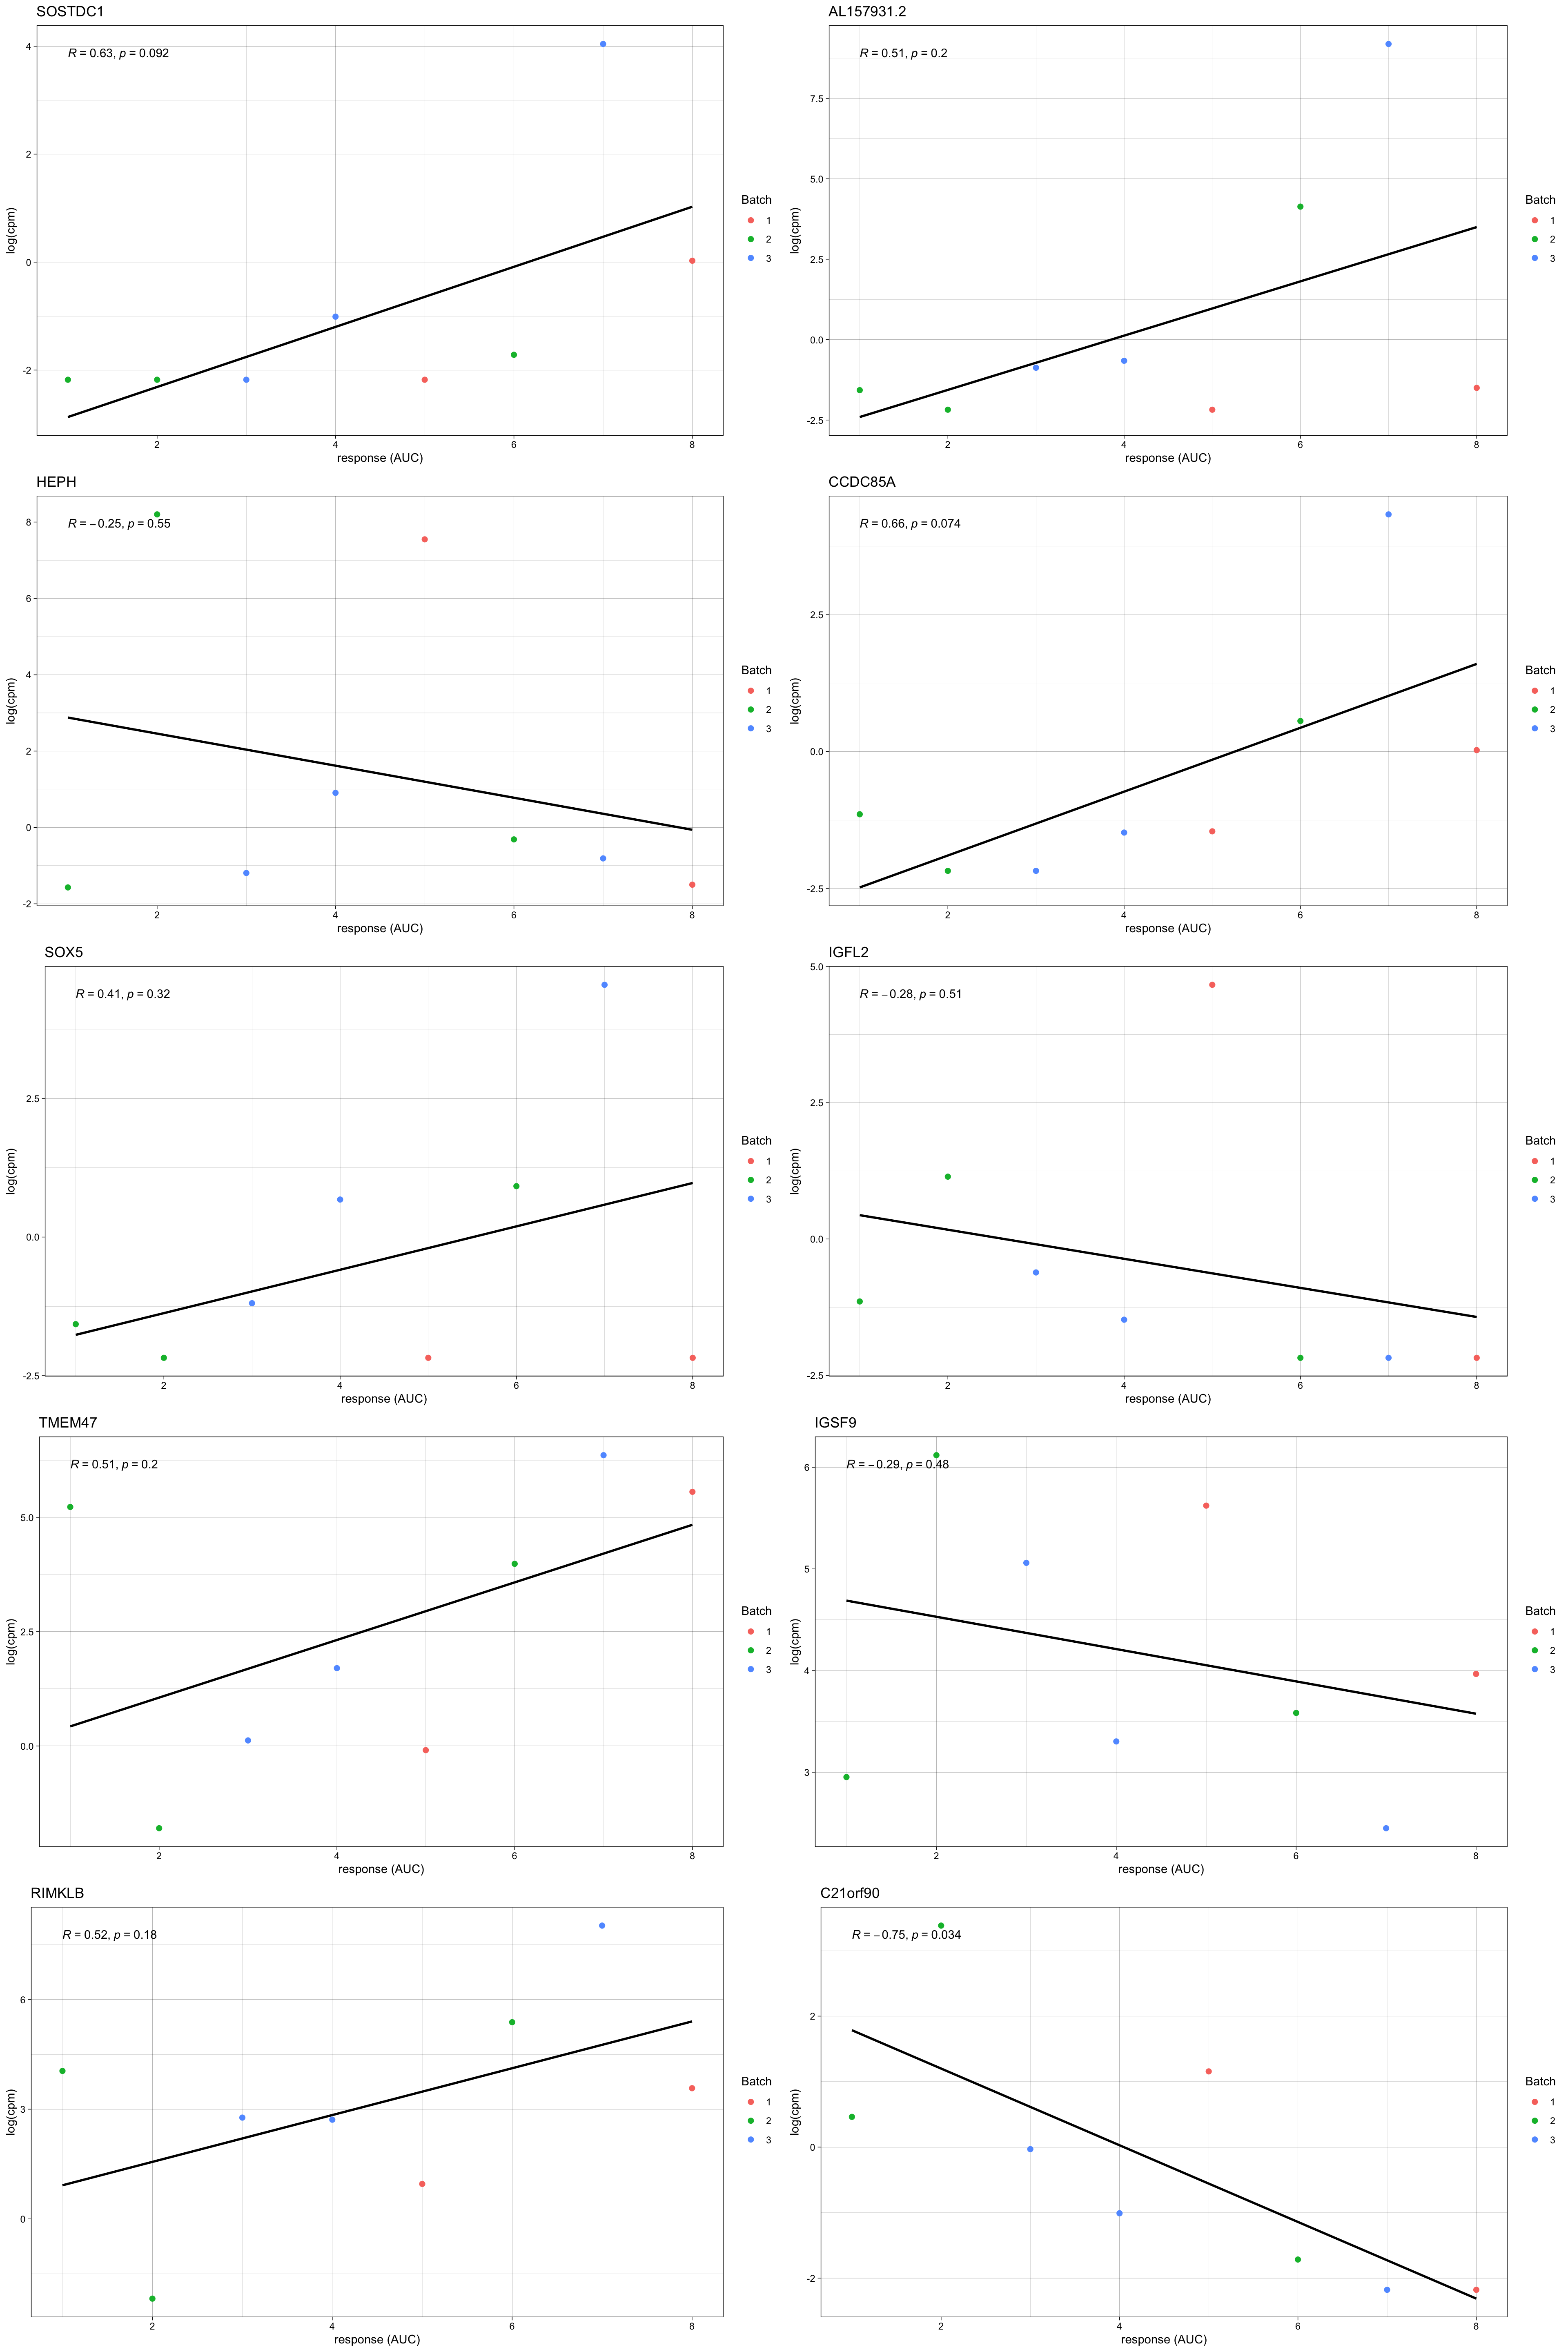 SOSTDC1
R = 0.63, p = 0.092
4
2
0
-2
log(cpm)
2
4
6
8
response (AUC)
Batch
1
2
3
AL157931.2
R = 0.51, p = 0.2
7.5
5.0
2.5
0.0
-2.5
log(cpm)
2
4
6
8
response (AUC)
Batch
1
2
3
HEPH
R = −0.25, p = 0.55
8
6
4
2
0
-2
log(cpm)
2
4
6
8
response (AUC)
Batch
1
2
3
CCDC85A
R = 0.66, p = 0.074
2.5
0.0
-2.5
log(cpm)
2
4
6
8
response (AUC)
Batch
1
2
3
SOX5
R = 0.41, p = 0.32
2.5
0.0
-2.5
log(cpm)
2
4
6
8
response (AUC)
Batch
1
2
3
IGFL2
R = −0.28, p = 0.51
5.0
2.5
0.0
-2.5
log(cpm)
2
4
6
8
response (AUC)
Batch
1
2
3
TMEM47
R = 0.51, p = 0.2
5.0
2.5
0.0
log(cpm)
2
4
6
8
response (AUC)
Batch
1
2
3
IGSF9
R = −0.29, p = 0.48
6
5
4
3
log(cpm)
2
4
6
8
response (AUC)
Batch
1
2
3
RIMKLB
R = 0.52, p = 0.18
6
3
0
log(cpm)
2
4
6
8
response (AUC)
Batch
1
2
3
C21orf90
R = −0.75, p = 0.034
2
0
-2
log(cpm)
2
4
6
8
response (AUC)
Batch
1
2
3